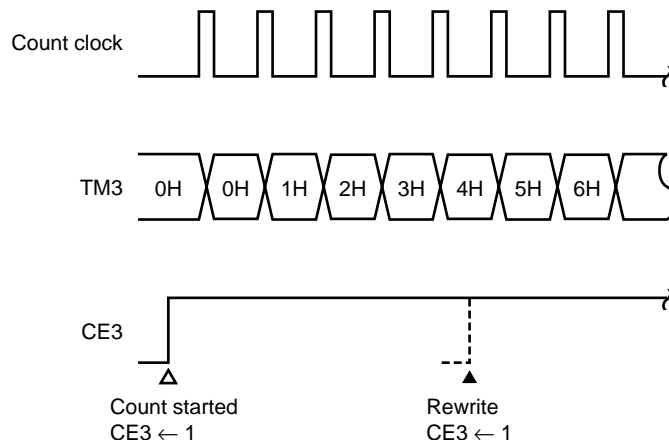 Count clock
TM3
0H 0H 1H 2H 3H 4H 5H 6H
CE3
Count started
CE3 ← 1
Rewrite
CE3 ← 1